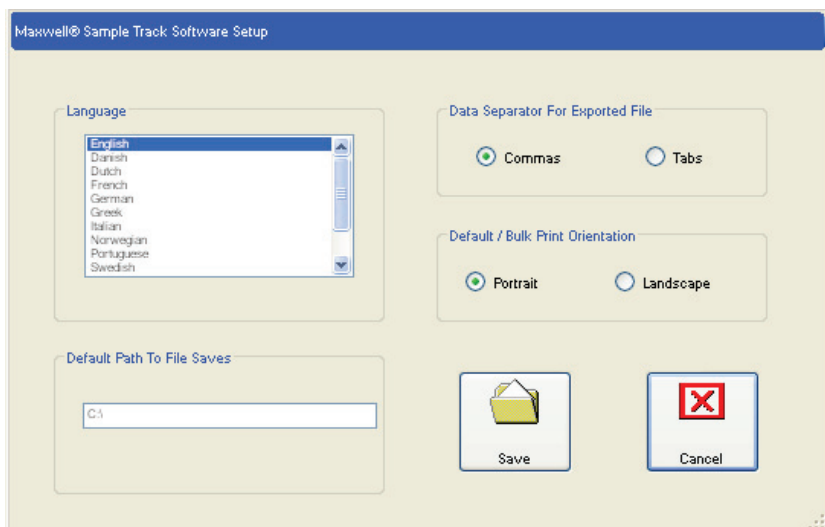 Maxwell® Sample Track Software Setup
Language
English
Danish
Dutch
French
German
Greek
Italian
Norwegian
Portuguese
Swedish
Default Path To File Saves
C:\
Data Separator For Exported File
Commas Tabs
Default / Bulk Print Orientation
Portrait Landscape
Save Cancel